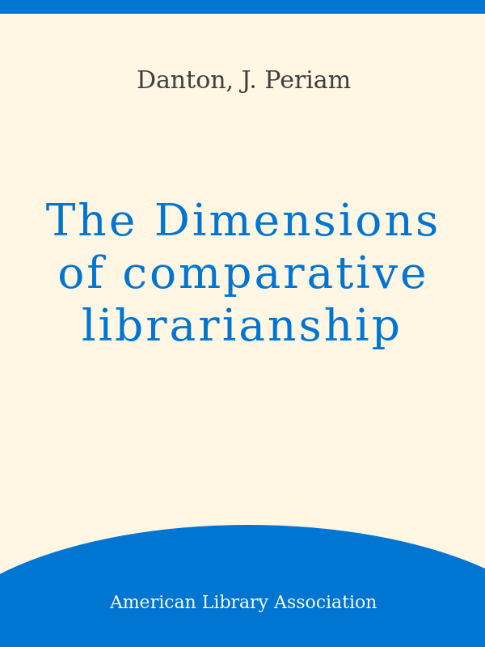 Danton, J. Periam
The Dimensions
of comparative
librarianship
American Library Association